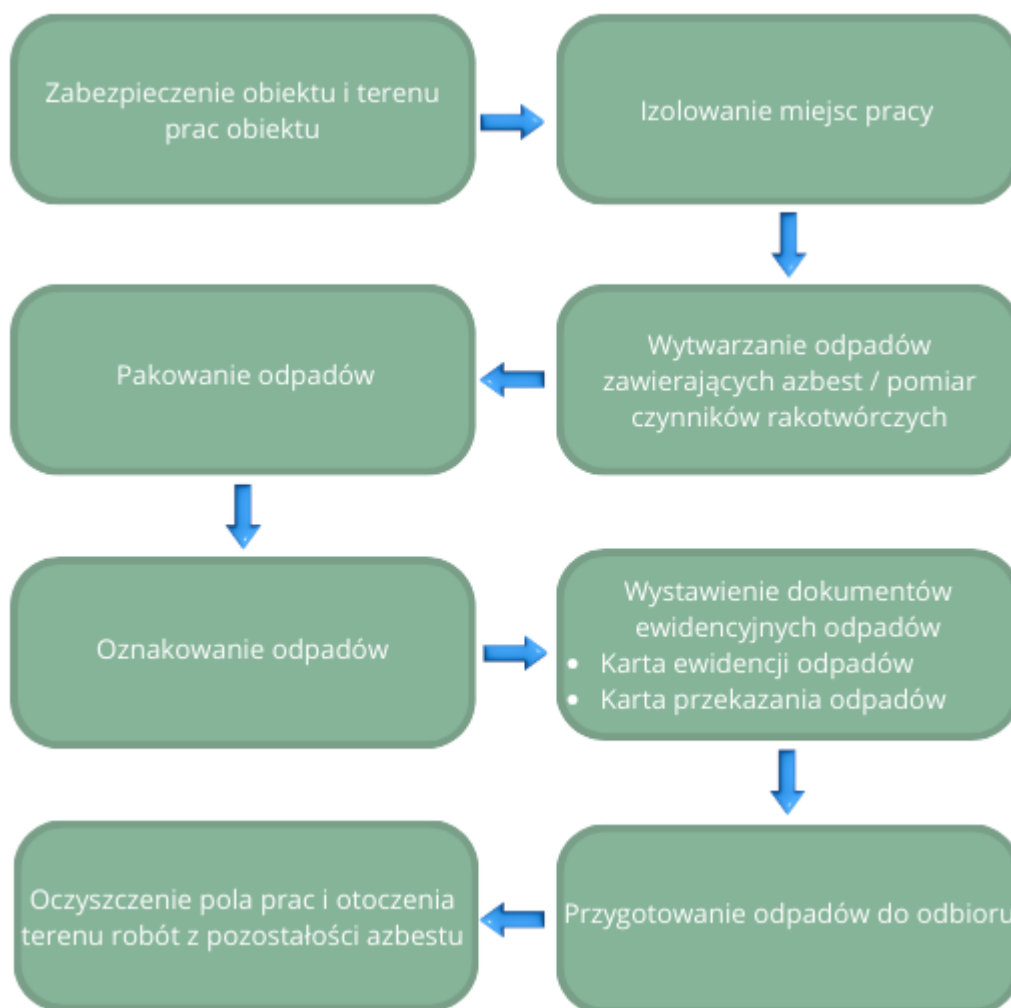 Zabezpieczenie obiektu i terenu
prac obiektu
Izolowanie miejsc pracy
Wytwarzanie odpadów
zawierających azbest / pomiar
czynników rakotwórczych
Pakowanie odpadów
Oznakowanie odpadów
Wystawienie dokumentów
ewidencyjnych odpadów
• Karta ewidencji odpadów
• Karta przekazania odpadów
Przygotowanie odpadów do odbioru
Oczyszczenie pola prac i otoczenia
terenu robót z pozostałości azbestu